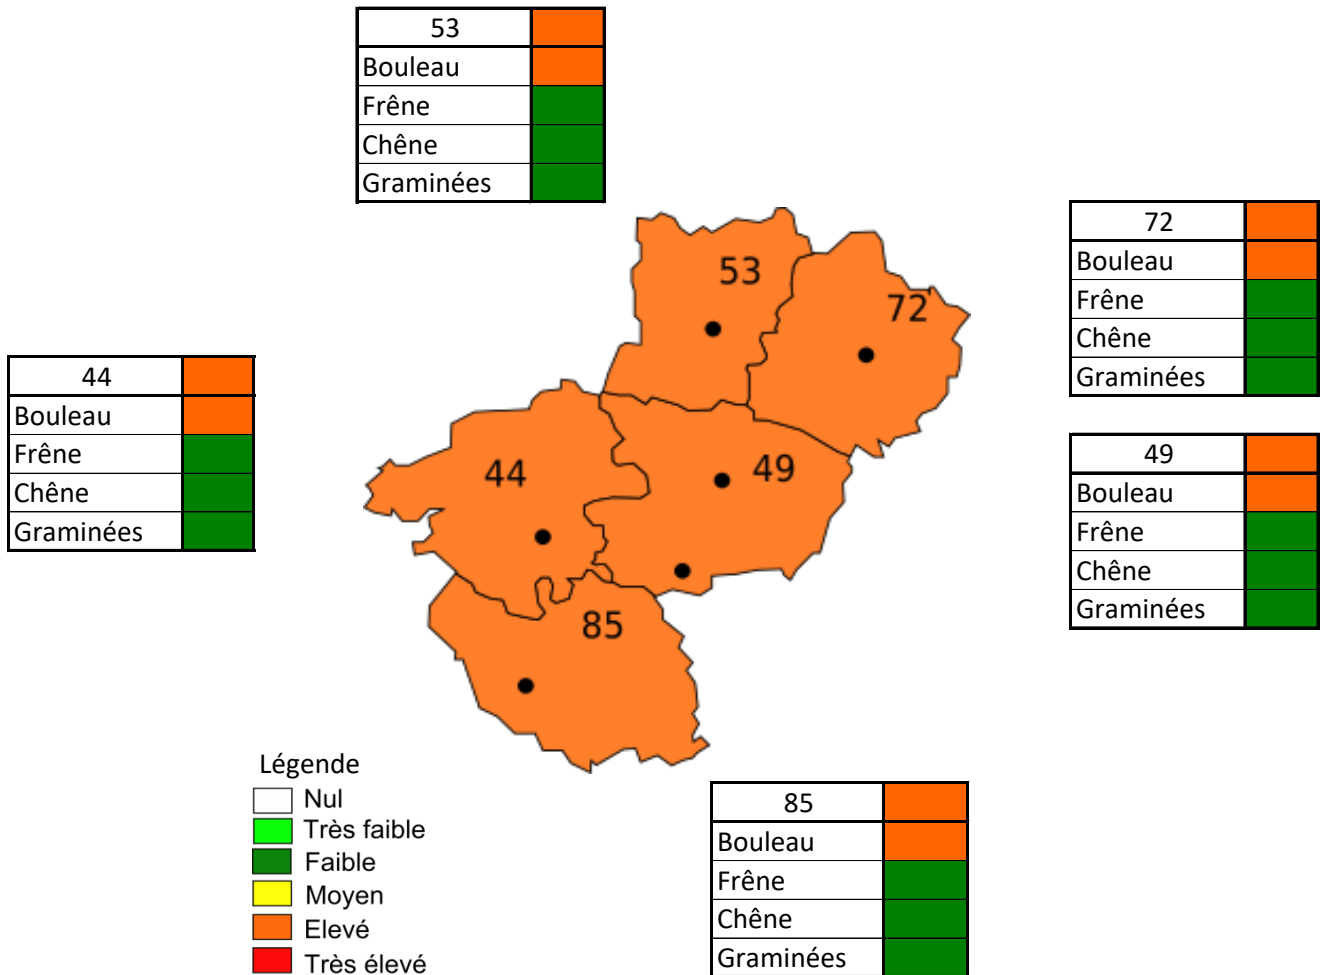 53
Bouleau
Frêne
Chêne
Graminées
72
Bouleau
Frêne
Chêne
Graminées
53
72
44
Bouleau
Frêne
Chêne
Graminées
44
49
49
Bouleau
Frêne
Chêne
Graminées
85
Légende
Nul
Très faible
Faible
Moyen
Elevé
Très élevé
85
Bouleau
Frêne
Chêne
Graminées